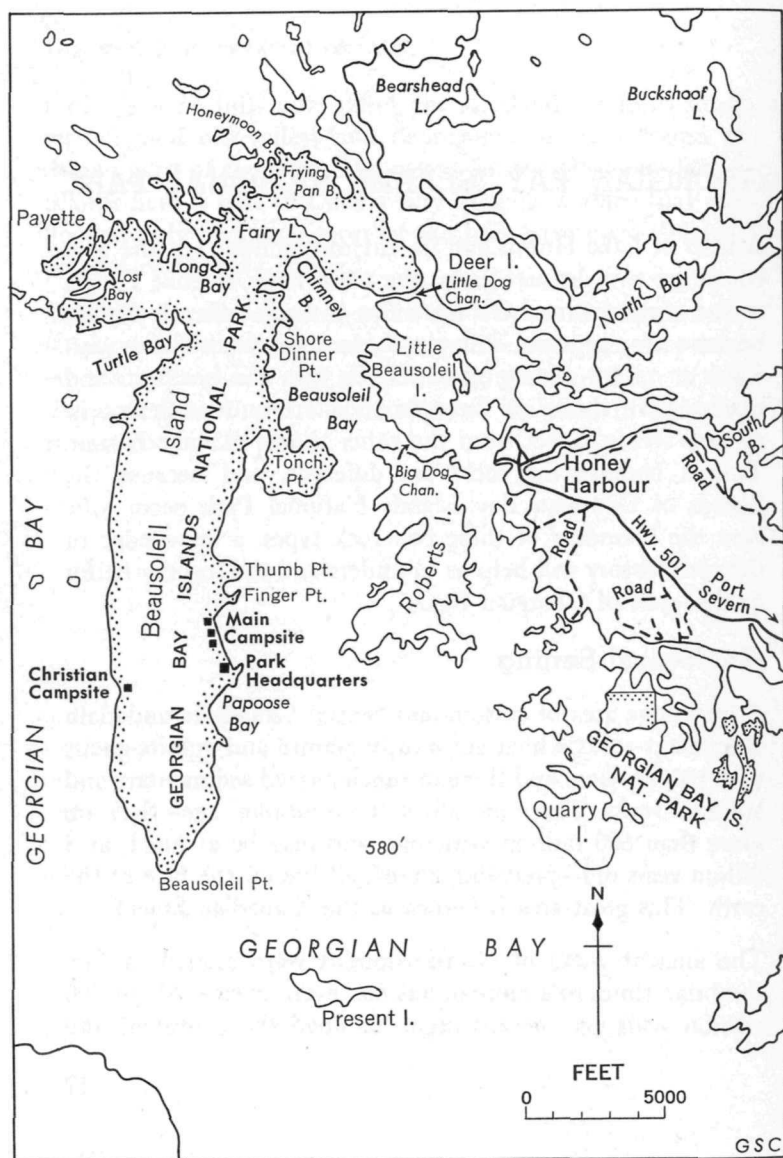 Bearshead
L.
Buckshoof
L.
Honeymoon B.
Frying
Pan B.
Payette
I.
Fairy L.
Long
Bay
Lost
Bay
Deer I.
Little Dog
Chan.
Chimney
B.
North Bay
Turtle Bay
Shore
Dinner
Pt.
Little
Beausoleil I.
Beausoleil
Bay
Tonch
Pt.
Big Dog
Chan.
Honey
Harbour
South
B.
Road
Roberts I.
Road
Hwy 501
Road
Port
Severn
Beausoleil Island
GEORGIAN BAY ISLANDS NATIONAL PARK
GEORGIAN BAY
Thumb Pt.
Finger Pt.
Main
Campsite
Park
Headquarters
Christian
Campsite
Papoose
Bay
GEORGIAN BAY IS
NAT. PARK
Quarry
I.
580'
Beausoleil Pt.
N
GEORGIAN BAY
Present I.
FEET
0 5000
GSC